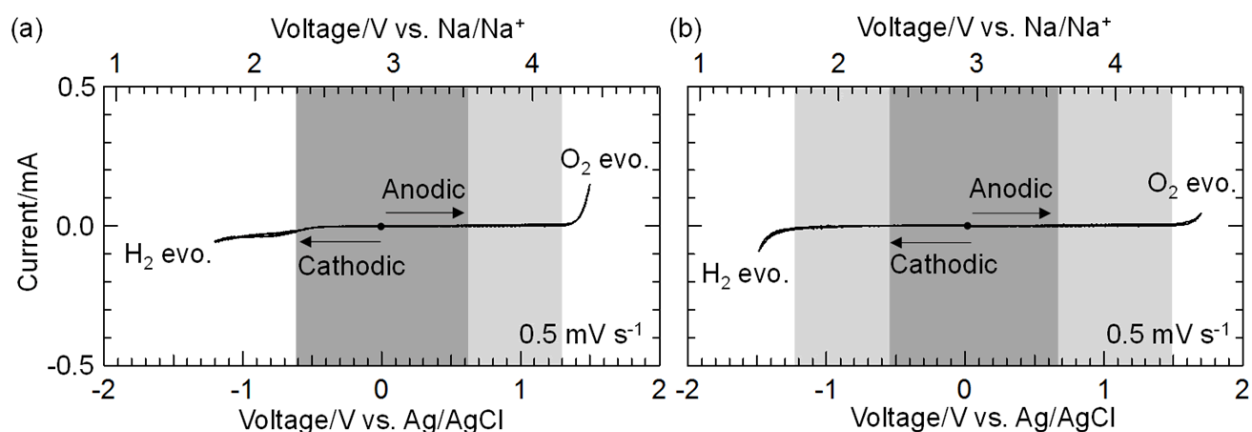 (a)
Voltage/V vs. Na/Na⁺
1 2 3 4
0.5
0.0
-0.5
Current/mA
O₂ evo.
Anodic
H₂ evo.
Cathodic
0.5 mV s⁻¹
-2 -1 0 1 2
Voltage/V vs. Ag/AgCl
(b)
Voltage/V vs. Na/Na⁺
1 2 3 4
O₂ evo.
Anodic
H₂ evo.
Cathodic
0.5 mV s⁻¹
-1 0 1 2
Voltage/V vs. Ag/AgCl